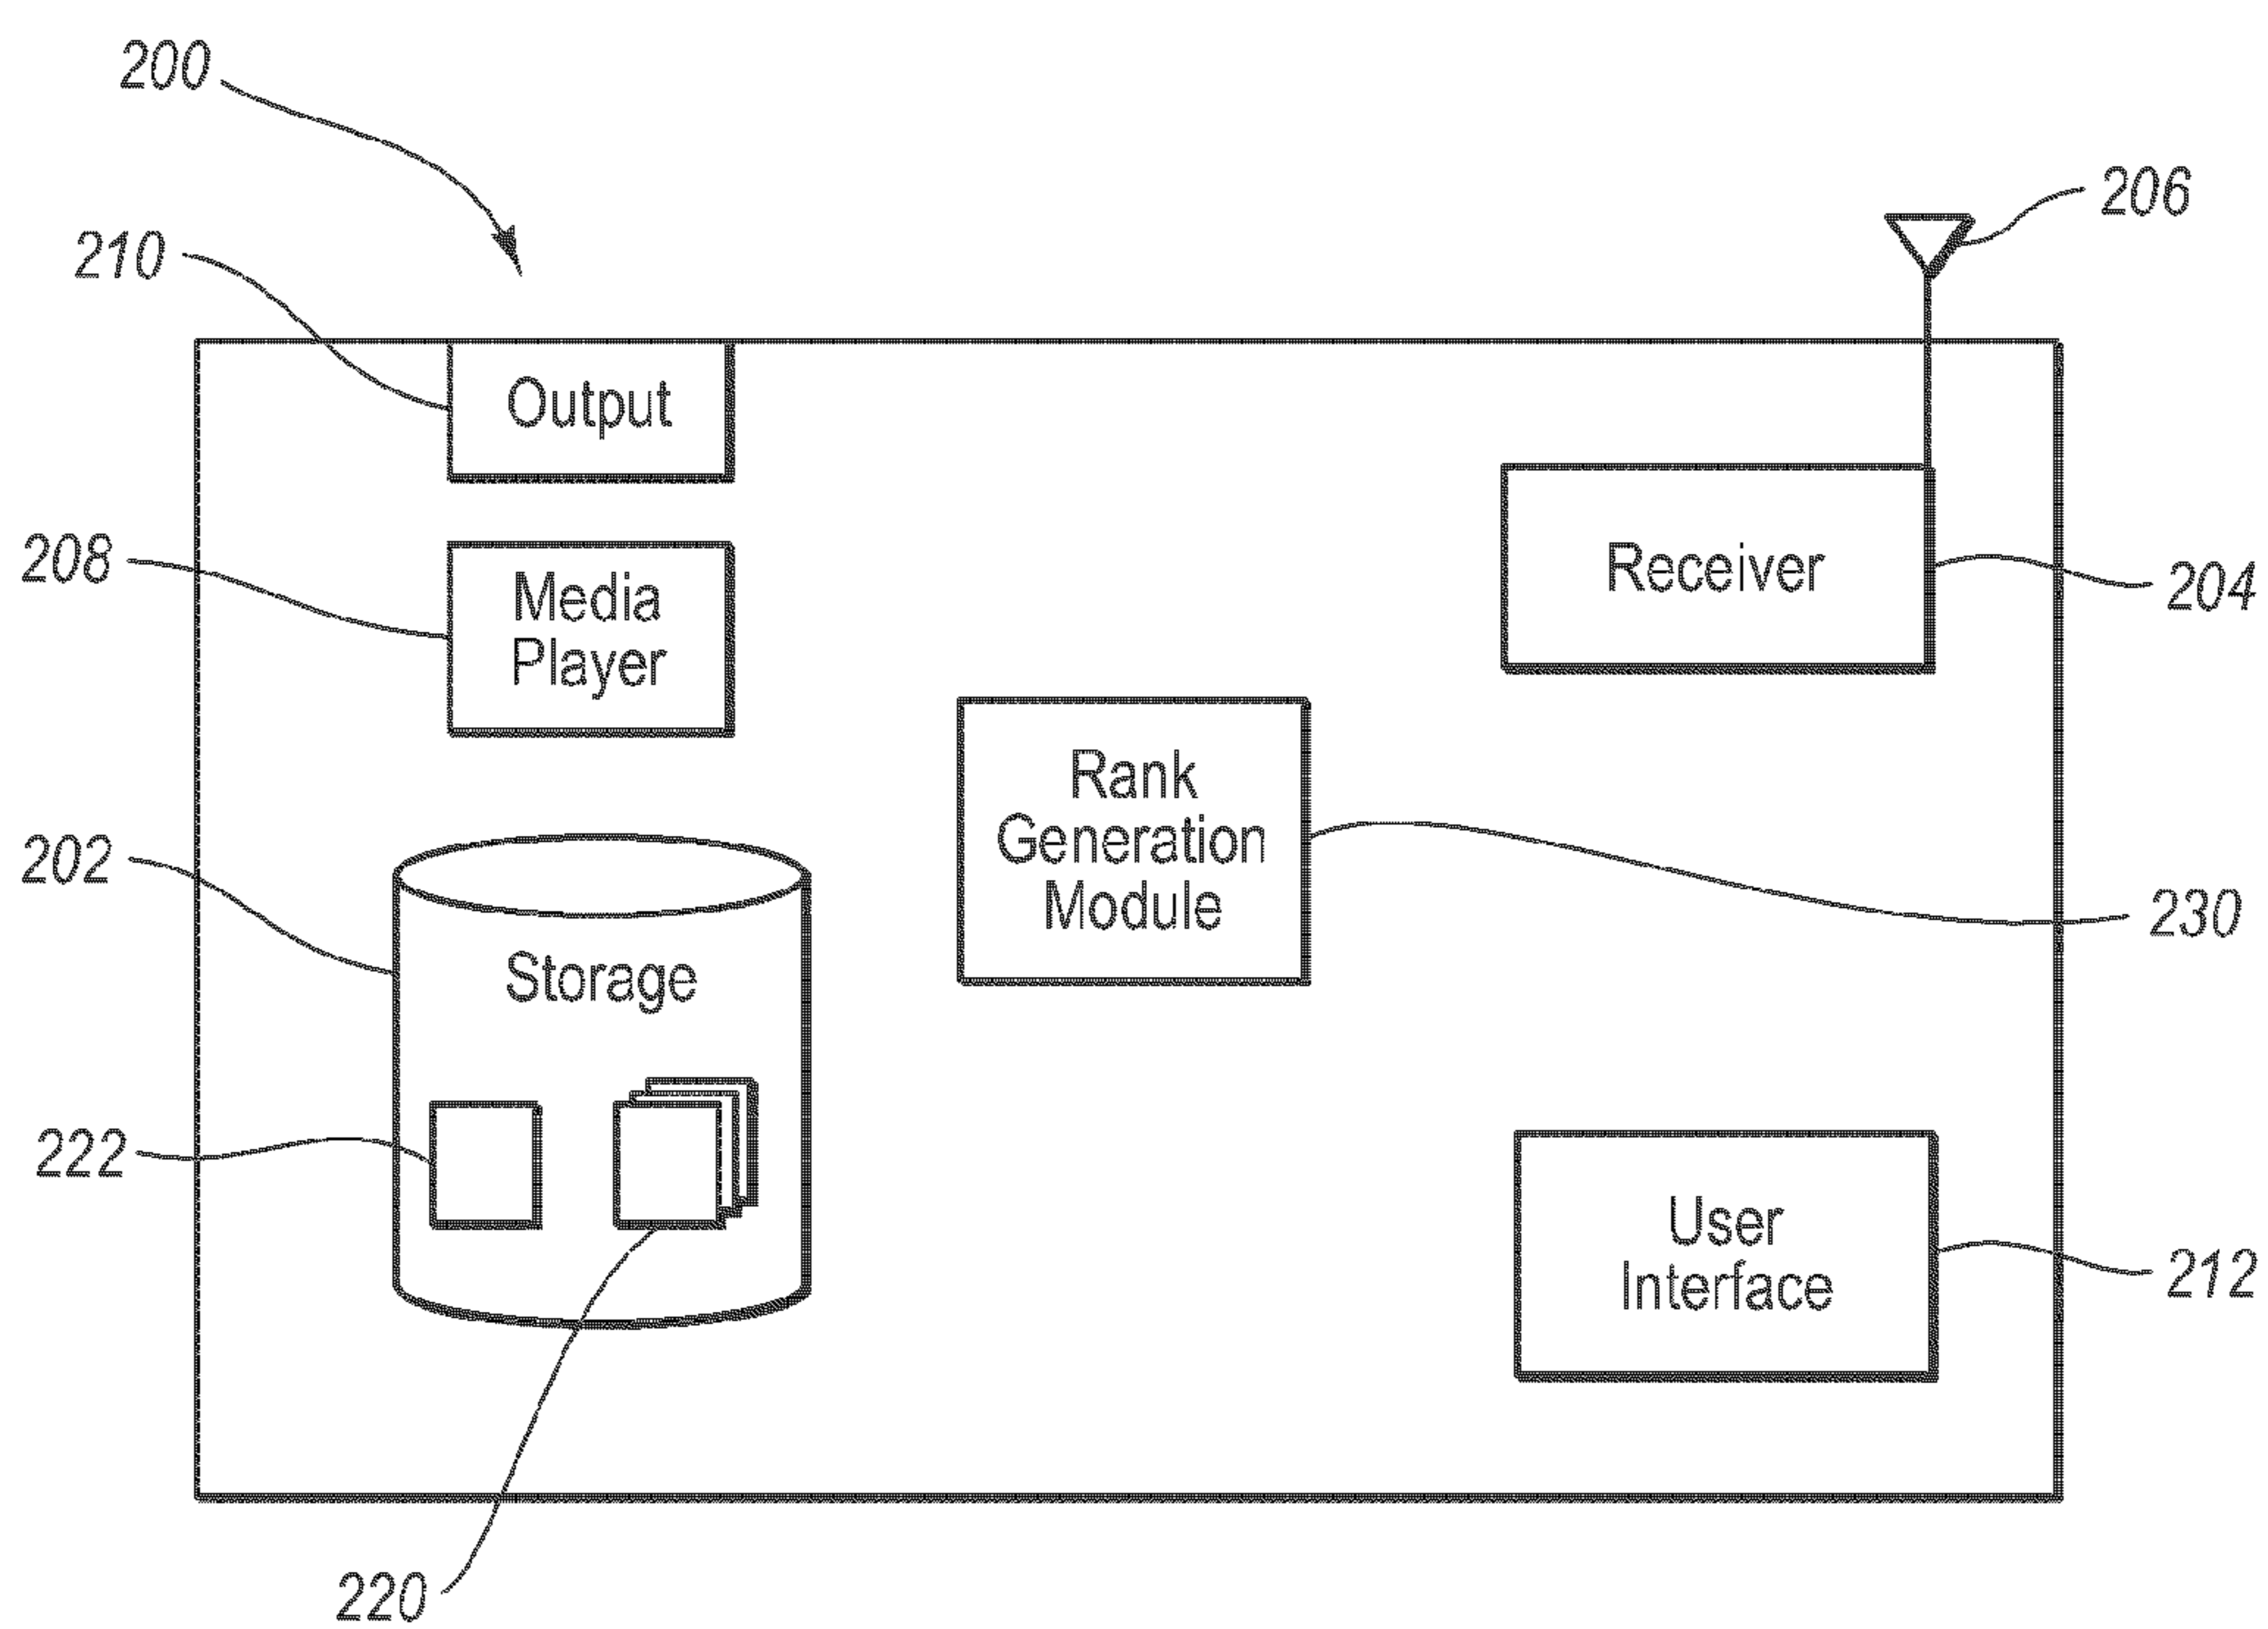 200
206
210
Output
208
Media
Player
Receiver
204
Rank
Generation
Module
202
Storage
230
222
User
Interface
212
220